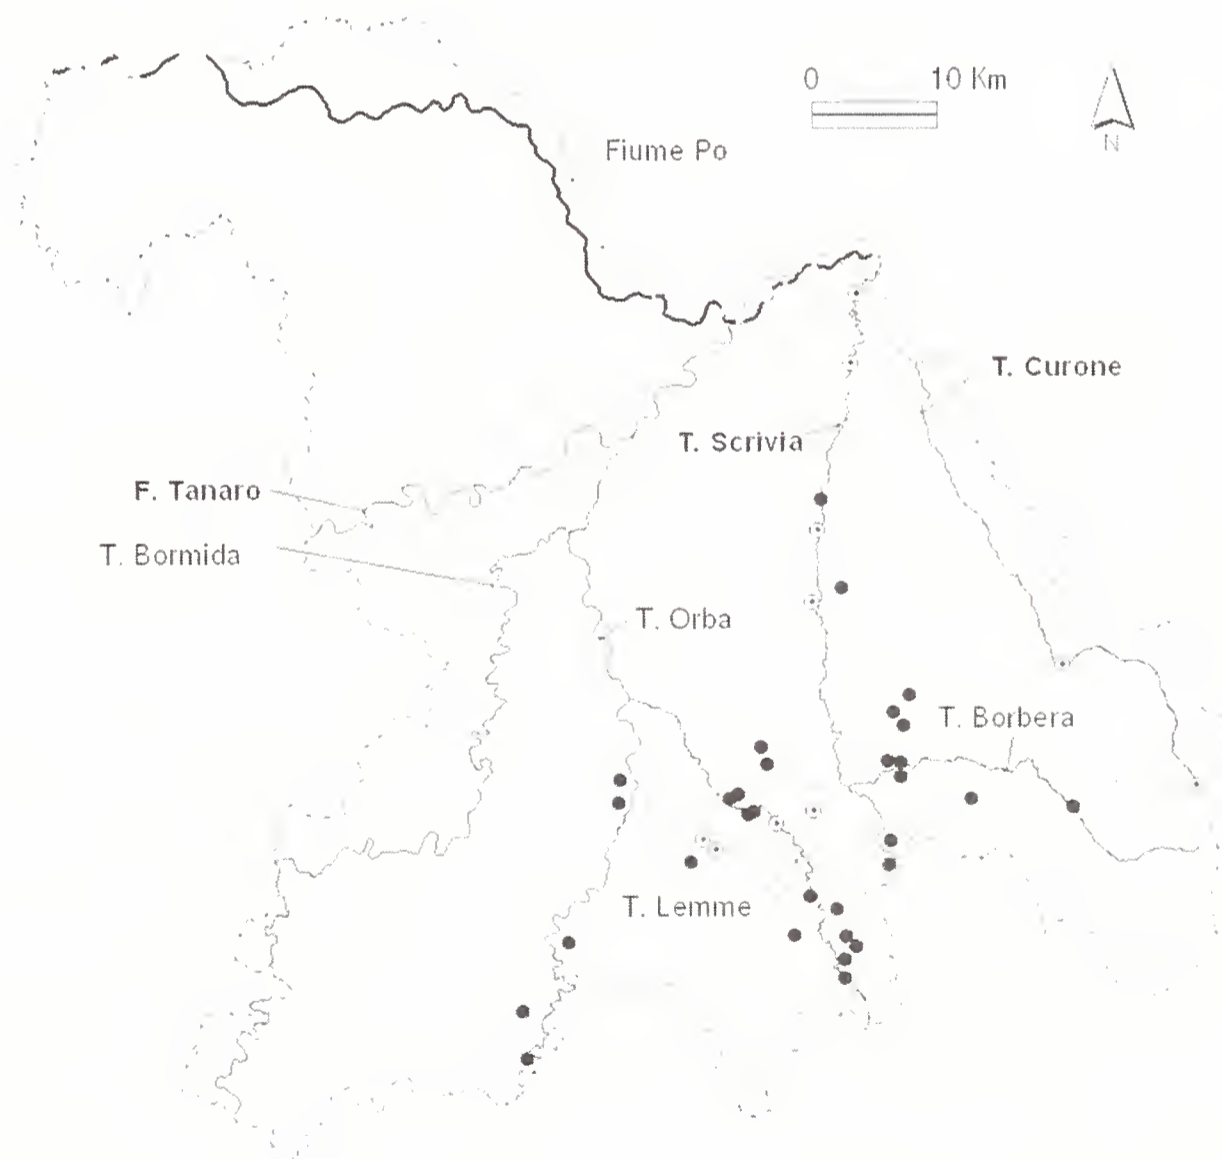 0 10 Km
N
Fiume Po
T. Curone
T. Scrivia
F. Tanaro
T. Bormida
T. Orba
T. Borbera
T. Lemme